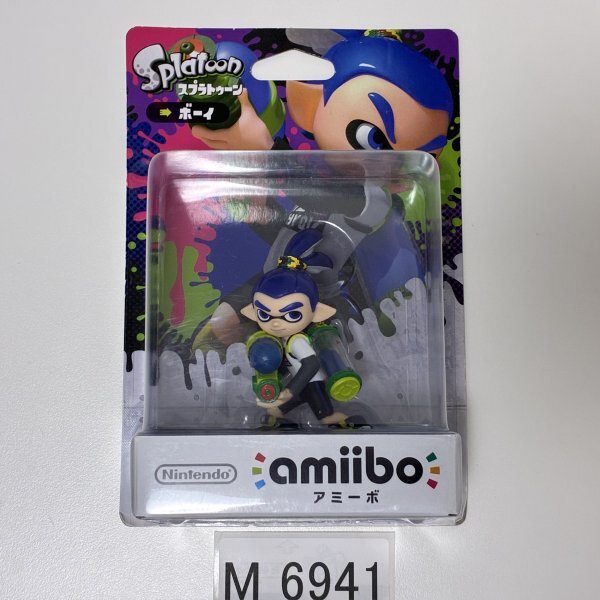 Splatoon
スプラトゥーン
ボーイ
Nintendo
amiibo
アミーボ
M 6941